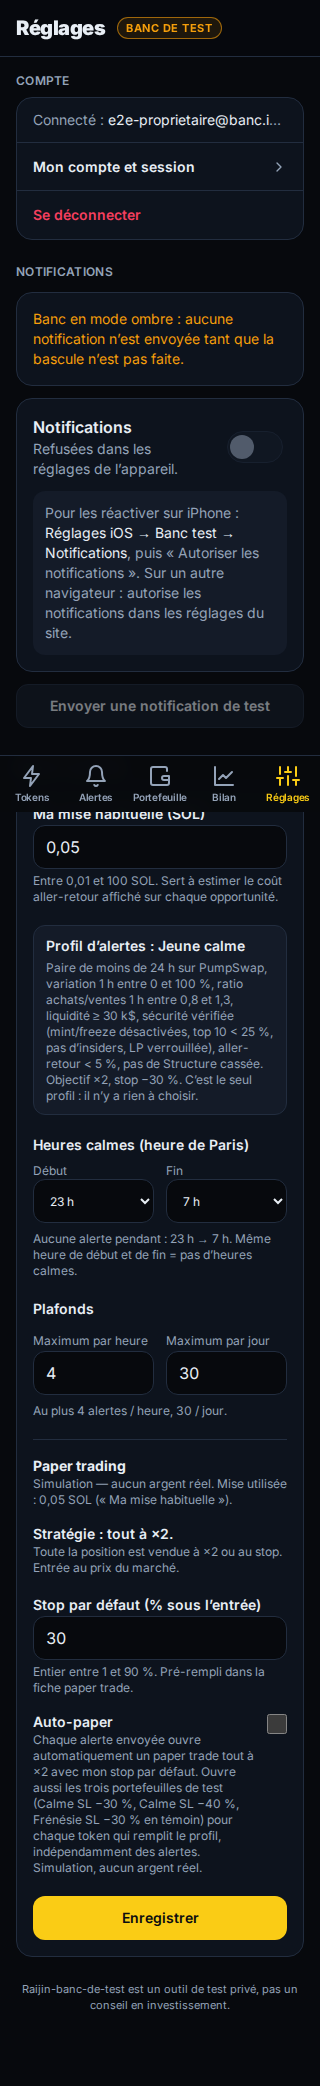 Réglages
BANC DE TEST
COMPTE
Connecté : e2e-proprietaire@banc.i…
Mon compte et session
Se déconnecter
NOTIFICATIONS
Banc en mode ombre : aucune
notification n’est envoyée tant que la
bascule n’est pas faite.
Notifications
Refusées dans les
réglages de l’appareil.
Pour les réactiver sur iPhone :
Réglages iOS → Banc test →
Notifications, puis « Autoriser les
notifications ». Sur un autre
navigateur : autorise les
notifications dans les réglages du
site.
Envoyer une notification de test
Tokens
Alertes
Portefeuille
Bilan
Réglages
Ma mise habituelle (SOL)
0,05
Entre 0,01 et 100 SOL. Sert à estimer le coût
aller-retour affiché sur chaque opportunité.
Profil d’alertes : Jeune calme
Paire de moins de 24 h sur PumpSwap,
variation 1 h entre 0 et 100 %, ratio
achats/ventes 1 h entre 0,8 et 1,3,
liquidité ≥ 30 k$, sécurité vérifiée
(mint/freeze désactivées, top 10 < 25 %,
pas d’insiders, LP verrouillée), aller-
retour < 5 %, pas de Structure cassée.
Objectif ×2, stop −30 %. C’est le seul
profil : il n’y a rien à choisir.
Heures calmes (heure de Paris)
Début
Fin
23 h
7 h
Aucune alerte pendant : 23 h → 7 h. Même
heure de début et de fin = pas d’heures
calmes.
Plafonds
Maximum par heure
Maximum par jour
4
30
Au plus 4 alertes / heure, 30 / jour.
Paper trading
Simulation — aucun argent réel. Mise utilisée
: 0,05 SOL (« Ma mise habituelle »).
Stratégie : tout à ×2.
Toute la position est vendue à ×2 ou au stop.
Entrée au prix du marché.
Stop par défaut (% sous l’entrée)
30
Entier entre 1 et 90 %. Pré-rempli dans la
fiche paper trade.
Auto-paper
Chaque alerte envoyée ouvre
automatiquement un paper trade tout à
×2 avec mon stop par défaut. Ouvre
aussi les trois portefeuilles de test
(Calme SL −30 %, Calme SL −40 %,
Frénésie SL −30 % en témoin) pour
chaque token qui remplit le profil,
indépendamment des alertes.
Simulation, aucun argent réel.
Enregistrer
Raijin-banc-de-test est un outil de test privé, pas un
conseil en investissement.